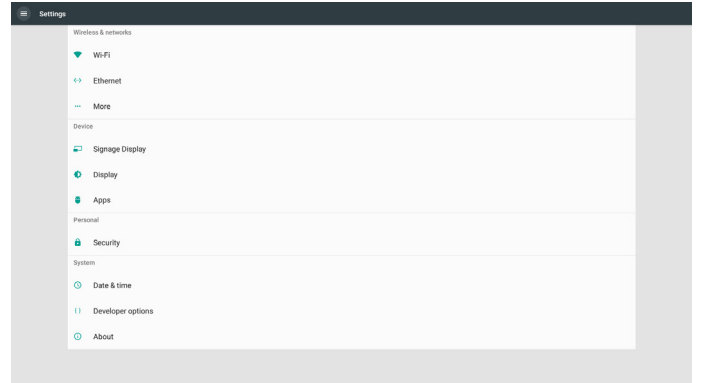 Settings
Wireless & networks
Wi-Fi
Ethernet
More
Device
Signage Display
Display
Apps
Personal
Security
System
Date & time
Developer options
About